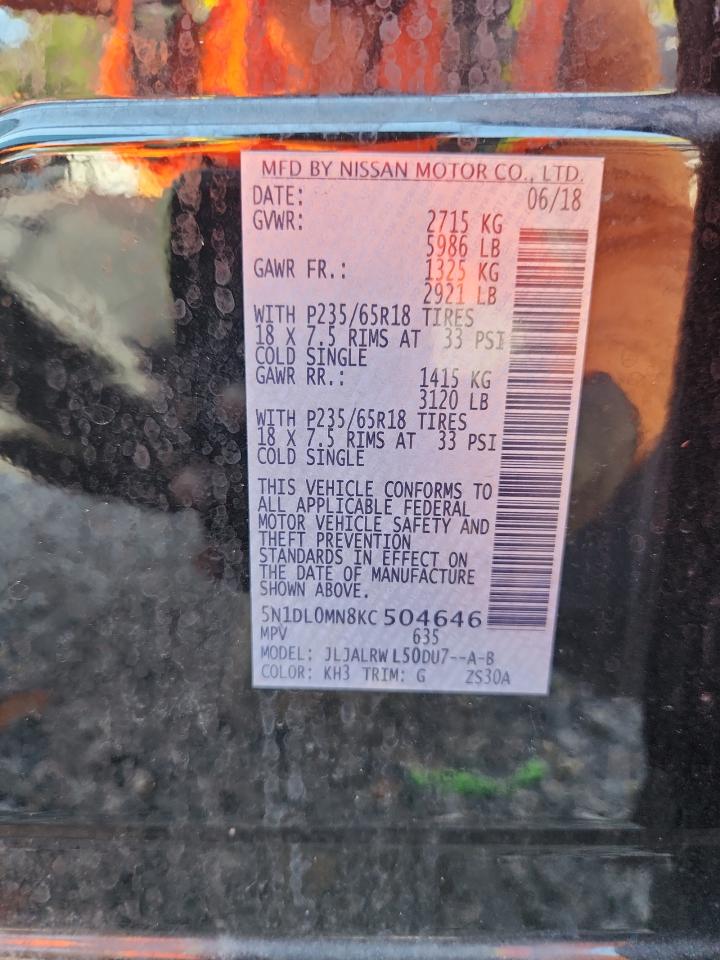 MFD BY NISSAN MOTOR CO., LTD.
DATE: 06/18
GVWR: 2715 KG
5986 LB
GAWR FR.: 1325 KG
2921 LB
WITH P235/65R18 TIRES
18 X 7.5 RIMS AT 33 PSI
COLD SINGLE
GAWR RR.: 1415 KG
3120 LB
WITH P235/65R18 TIRES
18 X 7.5 RIMS AT 33 PSI
COLD SINGLE
THIS VEHICLE CONFORMS TO
ALL APPLICABLE FEDERAL
MOTOR VEHICLE SAFETY AND
THEFT PREVENTION
STANDARDS IN EFFECT ON
THE DATE OF MANUFACTURE
SHOWN ABOVE.
5N1DL0MN8KC504646
MPV 635
MODEL: JLJALRWL50DU7--A-B
COLOR: KH3 TRIM: G ZS30A